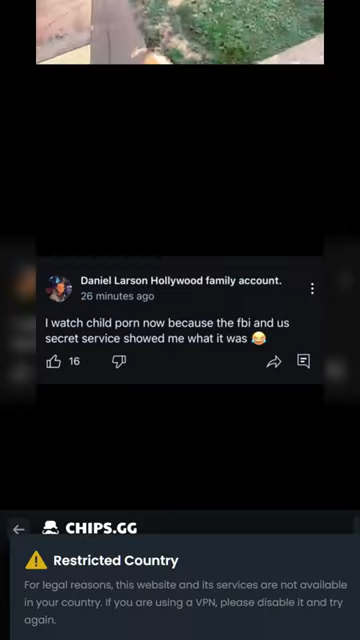 Daniel Larson Hollywood family account.
26 minutes ago
I watch child porn now because the fbi and us
secret service showed me what it was 😂
16
CHIPS.GG
Restricted Country
For legal reasons, this website and its services are not available
in your country. If you are using a VPN, please disable it and try
again.